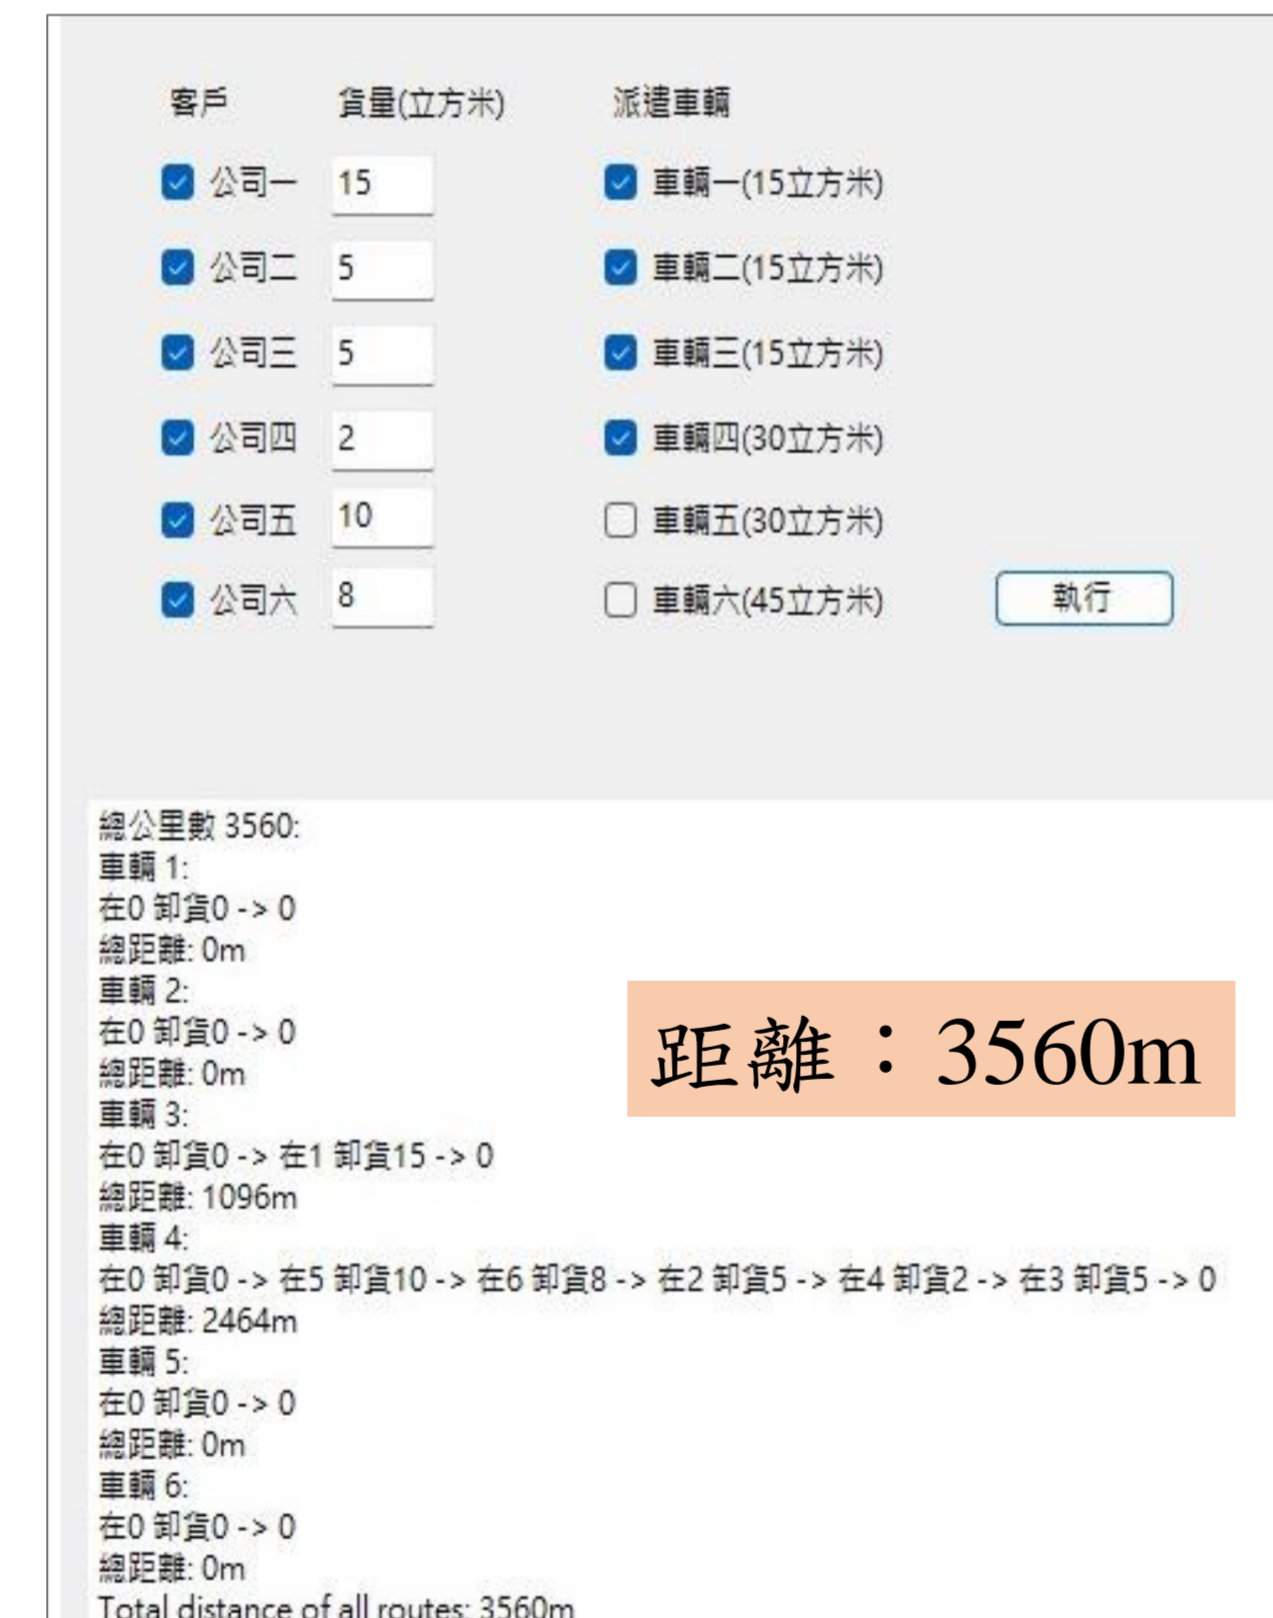 客戶 貨量(立方米) 派遣車輛
公司一 15 車輛一(15立方米)
公司二 5 車輛二(15立方米)
公司三 5 車輛三(15立方米)
公司四 2 車輛四(30立方米)
公司五 10 車輛五(30立方米)
公司六 8 車輛六(45立方米) 執行
總公里數 3560:
車輛 1:
在0 卸貨0 -> 0
總距離: 0m
車輛 2:
在0 卸貨0 -> 0
總距離: 0m
距離：3560m
車輛 3:
在0 卸貨0 -> 在1 卸貨15 -> 0
總距離: 1096m
車輛 4:
在0 卸貨0 -> 在5 卸貨10 -> 在6 卸貨8 -> 在2 卸貨5 -> 在4 卸貨2 -> 在3 卸貨5 -> 0
總距離: 2464m
車輛 5:
在0 卸貨0 -> 0
總距離: 0m
車輛 6:
在0 卸貨0 -> 0
總距離: 0m
Total distance of all routes: 3560m